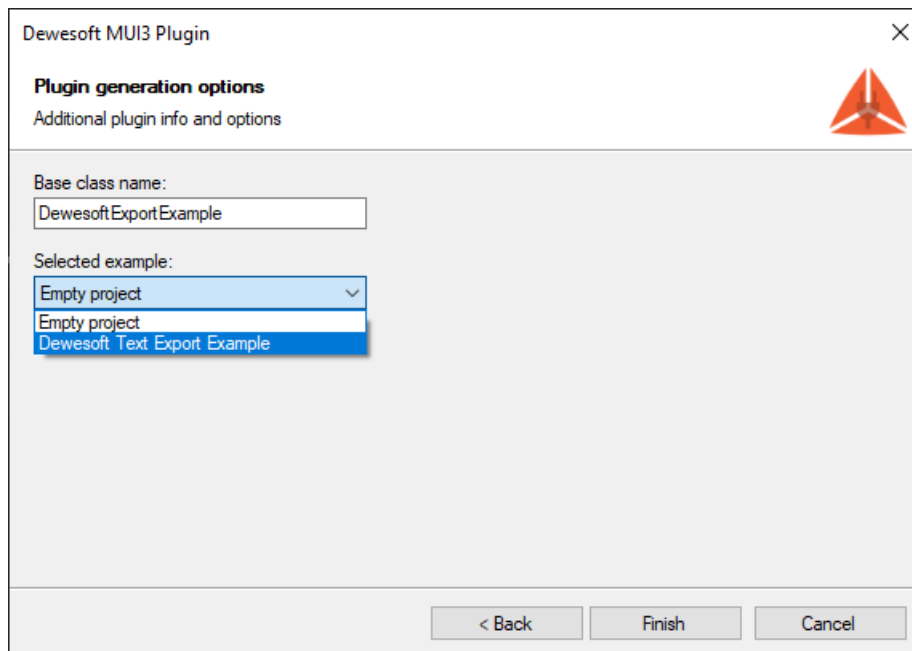 Dewesoft MUI3 Plugin
Plugin generation options
Additional plugin info and options
Base class name:
DewesoftExportExample
Selected example:
Empty project
Empty project
Dewesoft Text Export Example
< Back Finish Cancel